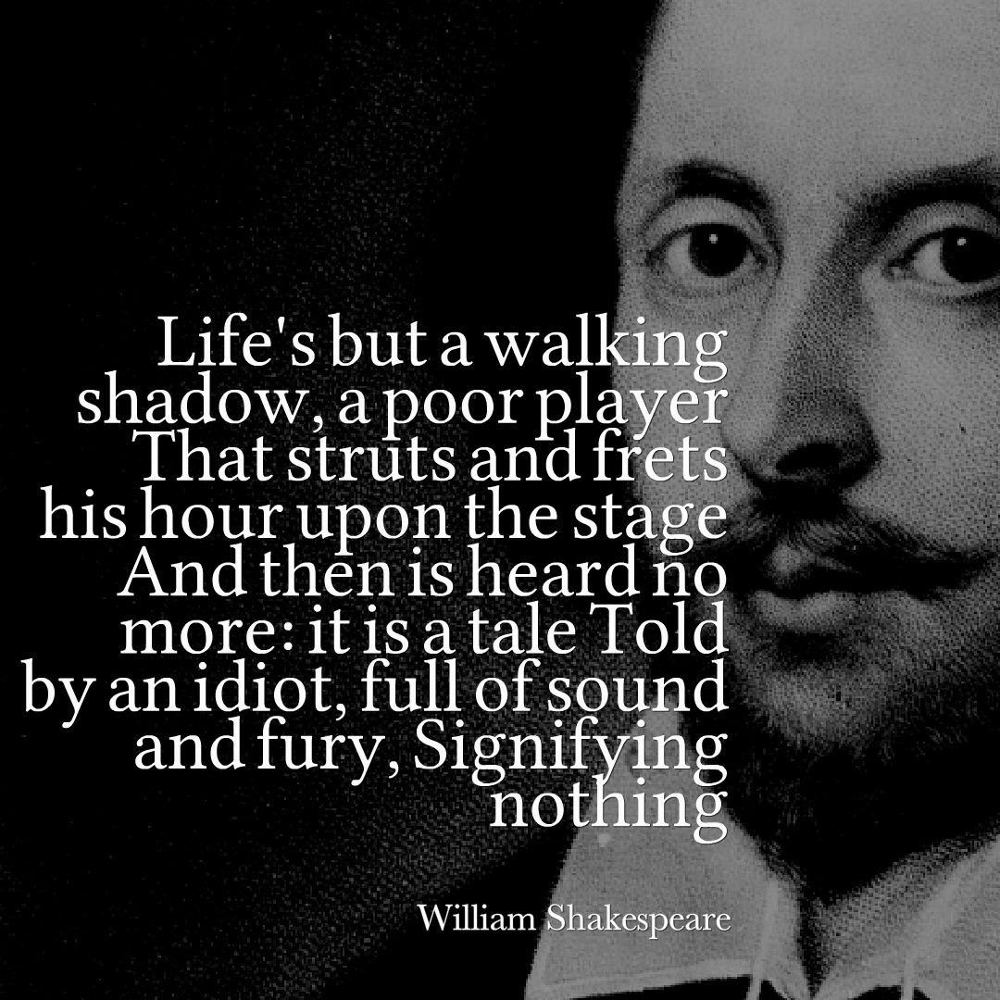 Life's but a walking
shadow, a poor player
That struts and frets
his hour upon the stage
And then is heard no
more: it is a tale Told
by an idiot, full of sound
and fury, Signifying
nothing
William Shakespeare